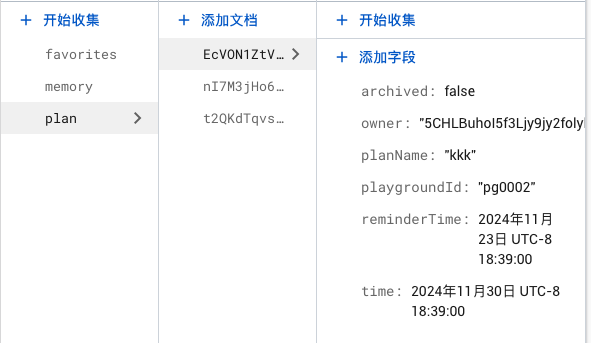 开始收集
favorites
memory
plan
添加文档
EcVON1ZtV…
nI7M3jHo6…
t2QKdTqvs…
开始收集
添加字段
archived: false
owner: "5CHLBuhoI5f3Ljy9jy2foly
planName: "kkk"
playgroundId: "pg0002"
reminderTime: 2024年11月
23日 UTC-8
18:39:00
time: 2024年11月30日 UTC-8
18:39:00